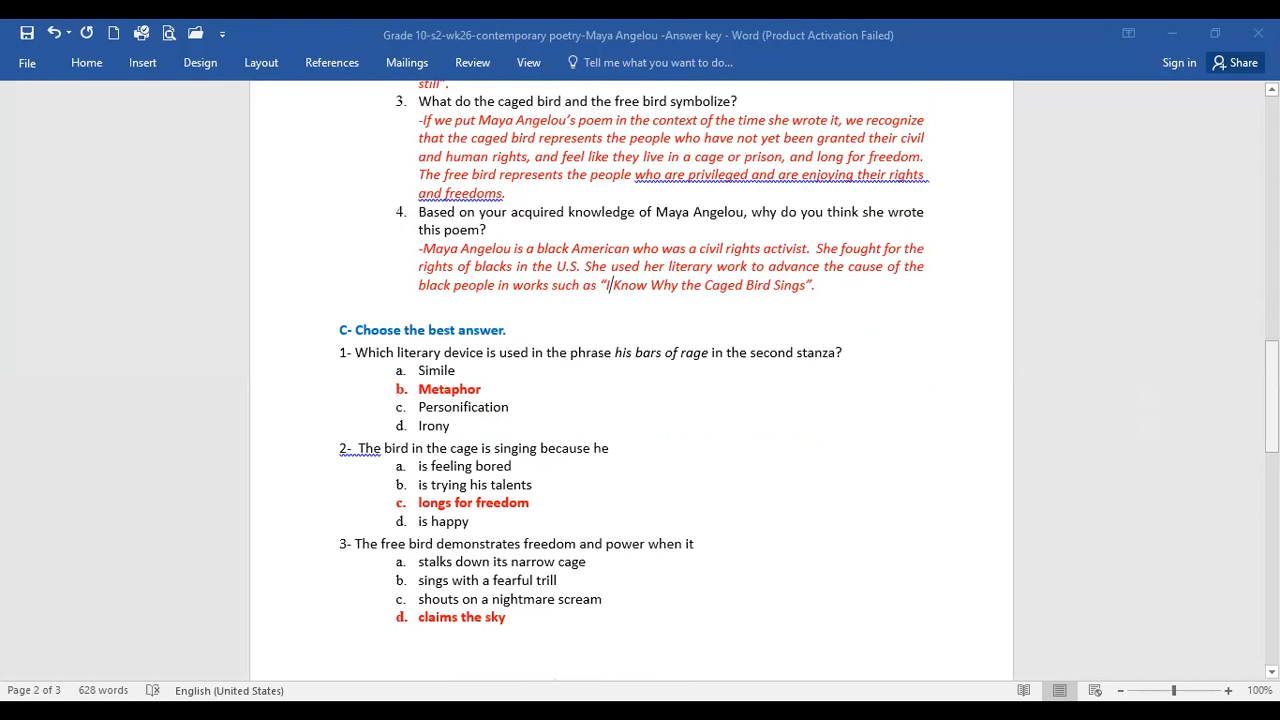 Grade 10-s2-wk26-contemporary poetry-Maya Angelou -Answer key - Word (Product Activation Failed)
File Home Insert Design Layout References Mailings Review View Tell me what you want to do... Sign in Share
still”.
3. What do the caged bird and the free bird symbolize?
-If we put Maya Angelou’s poem in the context of the time she wrote it, we recognize
that the caged bird represents the people who have not yet been granted their civil
and human rights, and feel like they live in a cage or prison, and long for freedom.
The free bird represents the people who are privileged and are enjoying their rights
and freedoms.
4. Based on your acquired knowledge of Maya Angelou, why do you think she wrote
this poem?
-Maya Angelou is a black American who was a civil rights activist. She fought for the
rights of blacks in the U.S. She used her literary work to advance the cause of the
black people in works such as “I Know Why the Caged Bird Sings”.
C- Choose the best answer.
1- Which literary device is used in the phrase his bars of rage in the second stanza?
a. Simile
b. Metaphor
c. Personification
d. Irony
2- The bird in the cage is singing because he
a. is feeling bored
b. is trying his talents
c. longs for freedom
d. is happy
3- The free bird demonstrates freedom and power when it
a. stalks down its narrow cage
b. sings with a fearful trill
c. shouts on a nightmare scream
d. claims the sky
Page 2 of 3 628 words English (United States) 100%